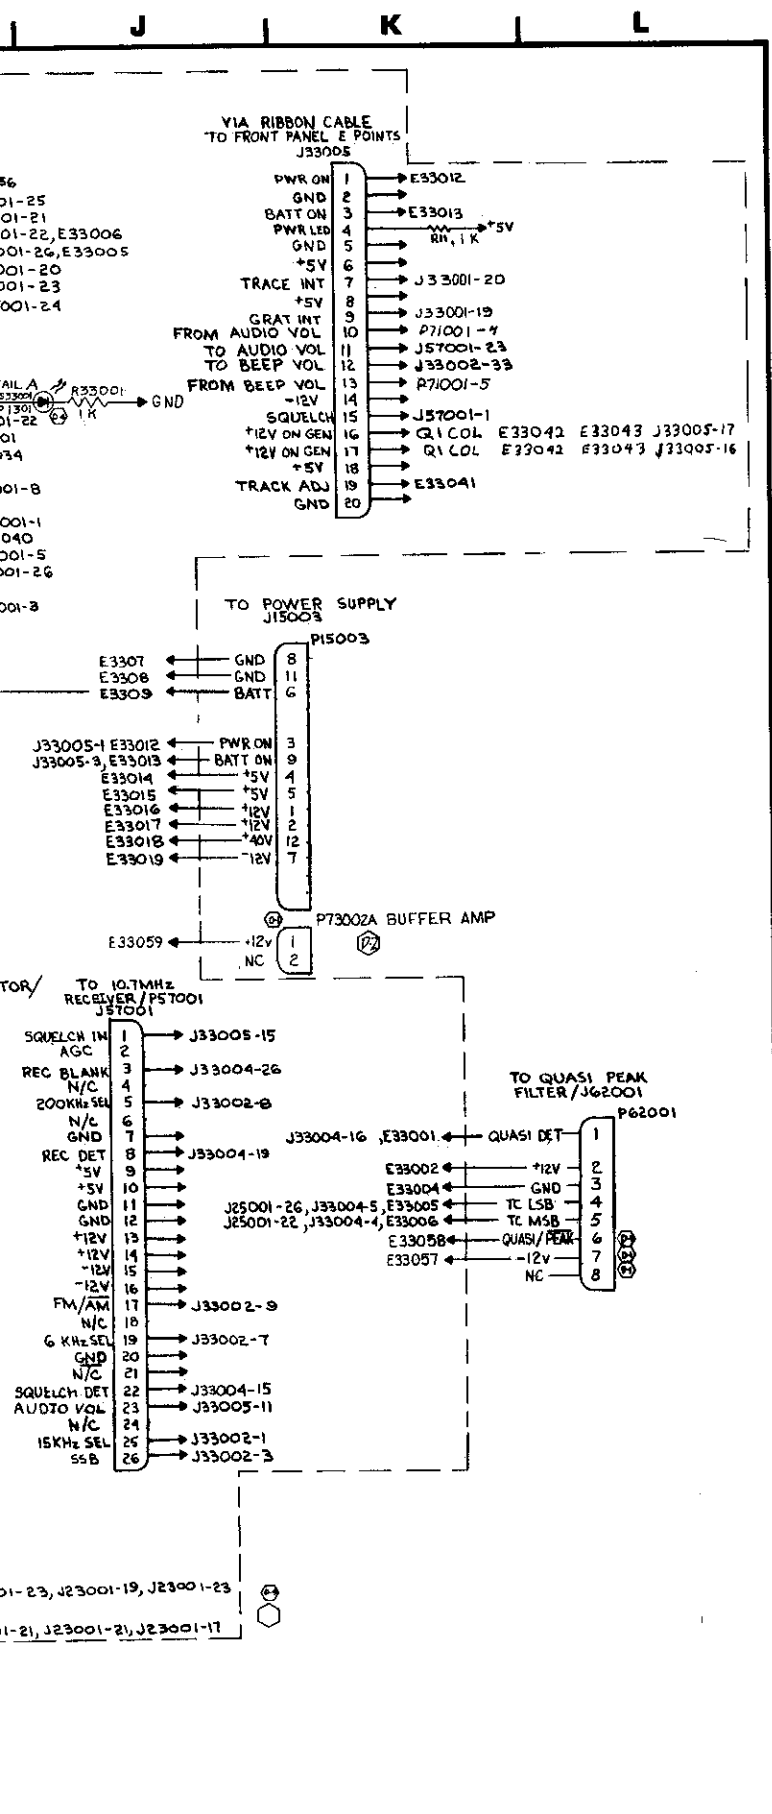 J K L
VIA RIBBON CABLE
TO FRONT PANEL E POINTS
J33005
PWR ON 1 E33012
GND 2
BATT ON 3 E33013
PWR LED 4 R11, 1K +5V
GND 5
+5V 6
TRACE INT 7 J33001-20
+5V 8
GRAT INT 9 J33001-19
FROM AUDIO VOL 10 P71001-4
TO AUDIO VOL 11 J57001-23
TO BEEP VOL 12 J33002-33
FROM BEEP VOL 13 P71001-5
-12V 14
SQUELCH 15 J57001-1
+12V ON GEN 16 Q1 COL E33042 E33043 J33005-17
+12V ON GEN 17 Q1 COL E33042 E33043 J33005-16
+5V 18
TRACK ADJ 19 E33041
GND 20
36
01-25
01-21
01-22, E33006
001-26, E33005
001-20
001-23
001-24
AIL A
R33001
1K
GND
01-22
01
034
01-8
001-1
040
001-5
001-26
001-3
TO POWER SUPPLY
J15003
P15003
E3307 GND 8
E3308 GND 11
E3309 BATT 6
J33005-1 E33012 PWR ON 3
J33005-3, E33013 BATT ON 9
E33014 +5V 4
E33015 +5V 5
E33016 +12V 1
E33017 +12V 2
E33018 +40V 12
E33019 -12V 7
P73002A BUFFER AMP
E33059 +12V 1
NC 2
TOR/
TO 10.7MHz
RECEIVER/P57001
J57001
SQUELCH IN 1 J33005-15
AGC 2
REC BLANK 3 J33004-26
N/C 4
200KHz SEL 5 J33002-8
N/C 6
GND 7
REC DET 8 J33004-19
+5V 9
+5V 10
GND 11
GND 12
+12V 13
+12V 14
-12V 15
-12V 16
FM/AM 17 J33002-9
N/C 18
6 KHz SEL 19 J33002-7
GND 20
N/C 21
SQUELCH DET 22 J33004-15
AUDIO VOL 23 J33005-11
N/C 24
15KHz SEL 25 J33002-1
SSB 26 J33002-3
TO QUASI PEAK
FILTER/J62001
P62001
J33004-16, E33001 QUASI DET 1
E33002 +12V 2
E33004 GND 3
J25001-26, J33004-5, E33005 TC LSB 4
J25001-22, J33004-4, E33006 TC MSB 5
E33058 QUASI/PEAK 6
E33057 -12V 7
NC 8
01-23, J23001-19, J23001-23
1-21, J23001-21, J23001-17